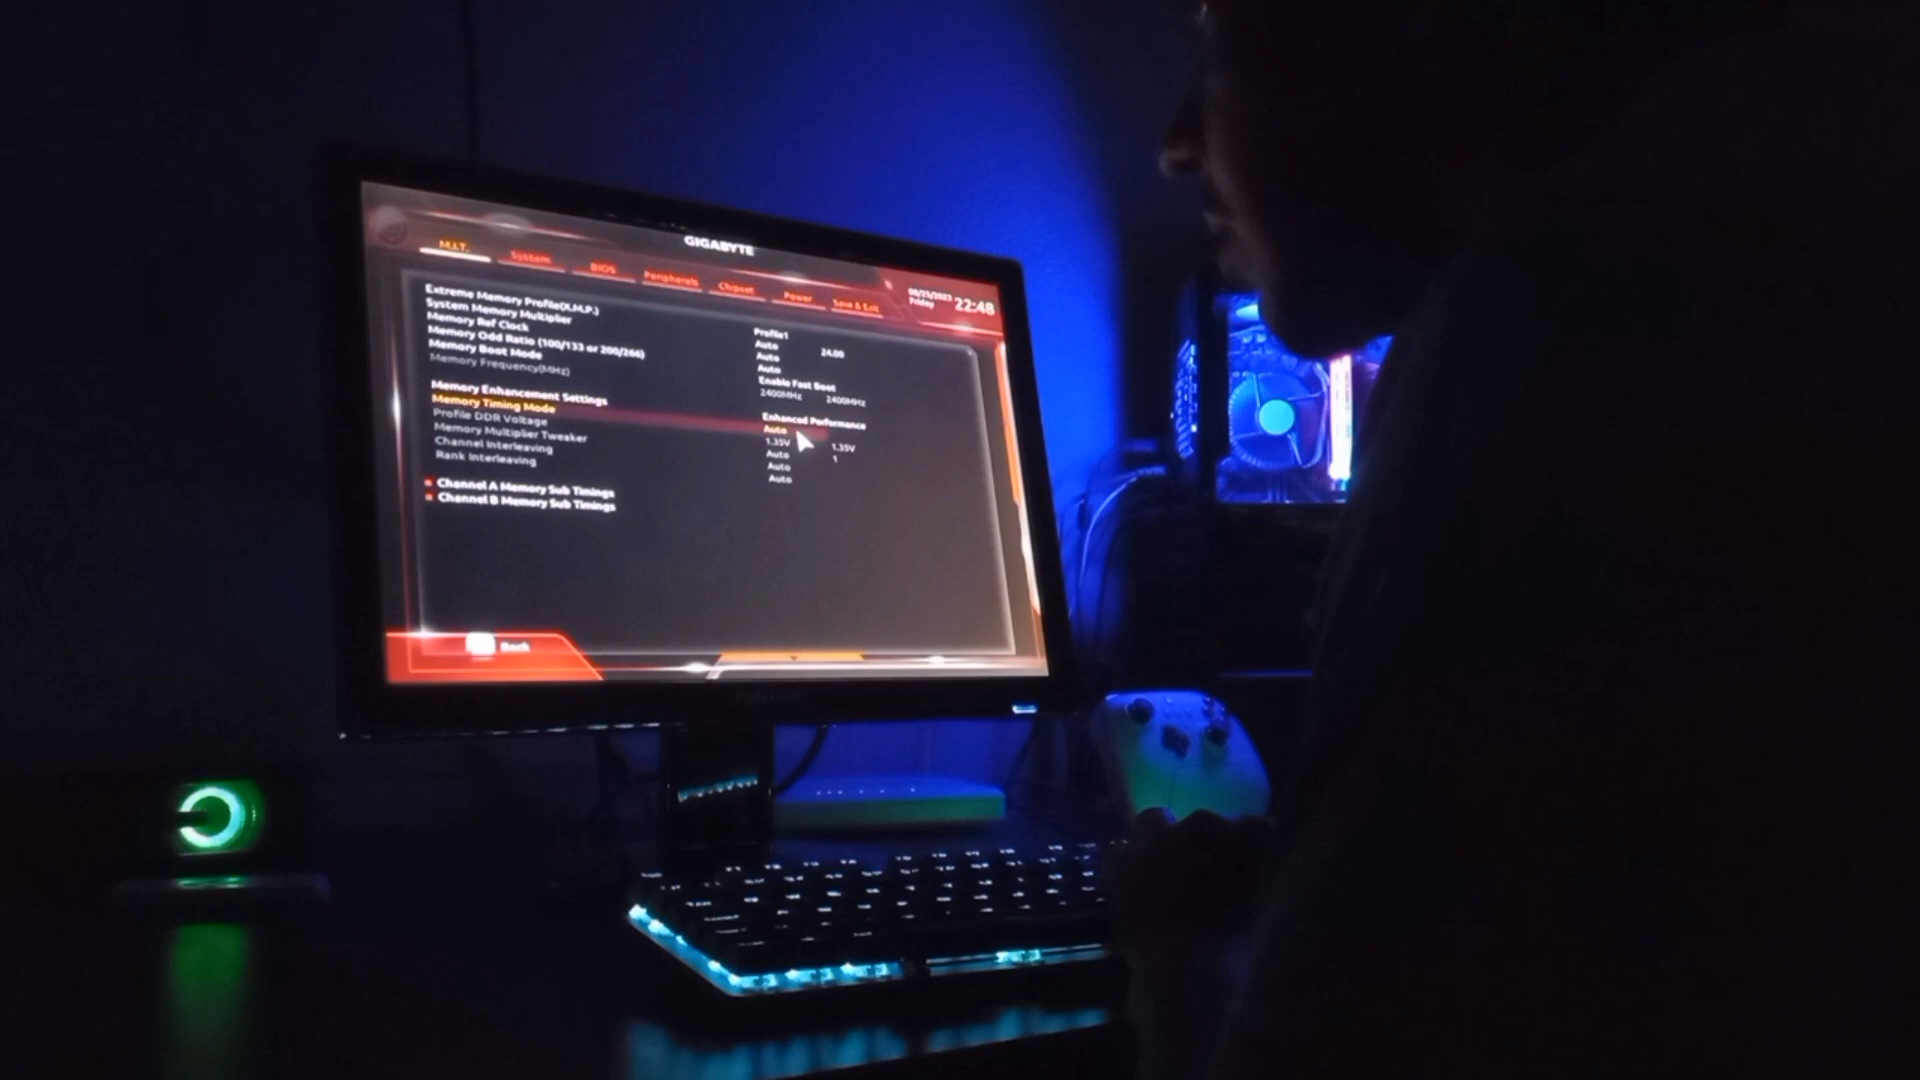 GIGABYTE
M.I.T. System BIOS Peripherals Chipset Power Save & Exit
Friday 22:48
Extreme Memory Profile(X.M.P.) Profile1
System Memory Multiplier Auto 24.00
Memory Ref Clock Auto
Memory Odd Ratio (100/133 or 200/266) Auto
Memory Boot Mode Enable Fast Boot
Memory Frequency(MHz) 2400MHz 2400MHz
Memory Enhancement Settings Enhanced Performance
Memory Timing Mode Auto
Profile DDR Voltage 1.35V 1.35V
Memory Multiplier Tweaker Auto 1
Channel Interleaving Auto
Rank Interleaving Auto
Channel A Memory Sub Timings
Channel B Memory Sub Timings
Back